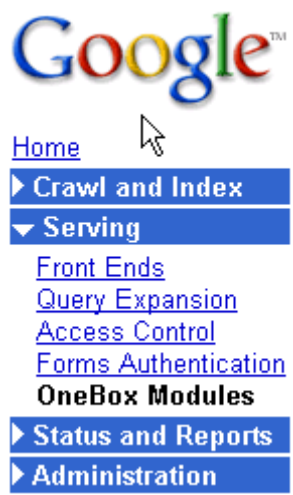 Google™
Home
Crawl and Index
Serving
Front Ends
Query Expansion
Access Control
Forms Authentication
OneBox Modules
Status and Reports
Administration